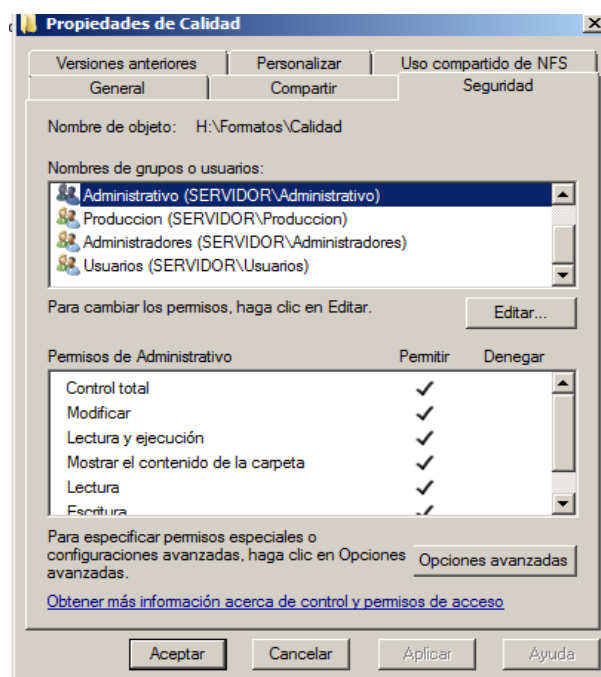 Propiedades de Calidad
Versiones anteriores Personalizar Uso compartido de NFS
General Compartir Seguridad
Nombre de objeto: H:\Formatos\Calidad
Nombres de grupos o usuarios:
Administrativo (SERVIDOR\Administrativo)
Produccion (SERVIDOR\Produccion)
Administradores (SERVIDOR\Administradores)
Usuarios (SERVIDOR\Usuarios)
Para cambiar los permisos, haga clic en Editar.
Editar...
Permisos de Administrativo Permitir Denegar
Control total
Modificar
Lectura y ejecución
Mostrar el contenido de la carpeta
Lectura
Escritura
Para especificar permisos especiales o
configuraciones avanzadas, haga clic en Opciones
avanzadas.
Opciones avanzadas
Obtener más información acerca de control y permisos de acceso
Aceptar Cancelar Aplicar Ayuda